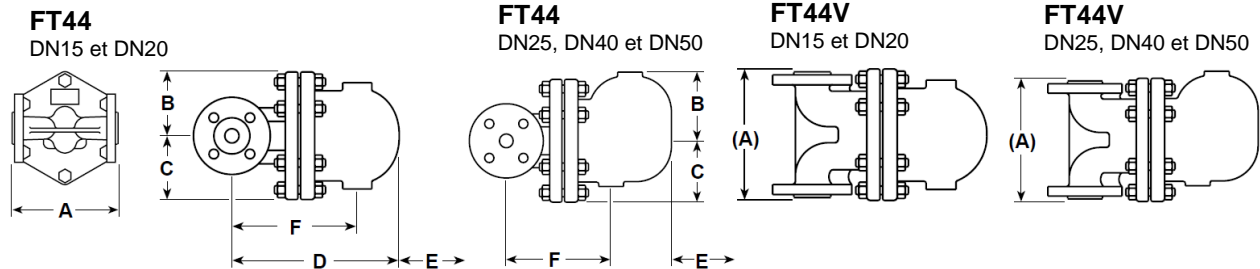 FT44
DN15 et DN20
FT44
DN25, DN40 et DN50
FT44V
DN15 et DN20
FT44V
DN25, DN40 et DN50
A
B
C
F
D
E
B
C
F
E
(A)
(A)